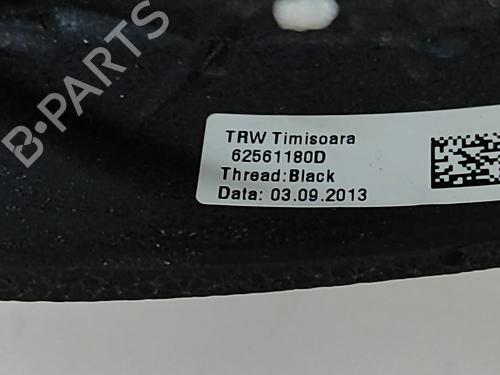 B-PARTS
TRW Timisoara
62561180D
Thread:Black
Data: 03.09.2013